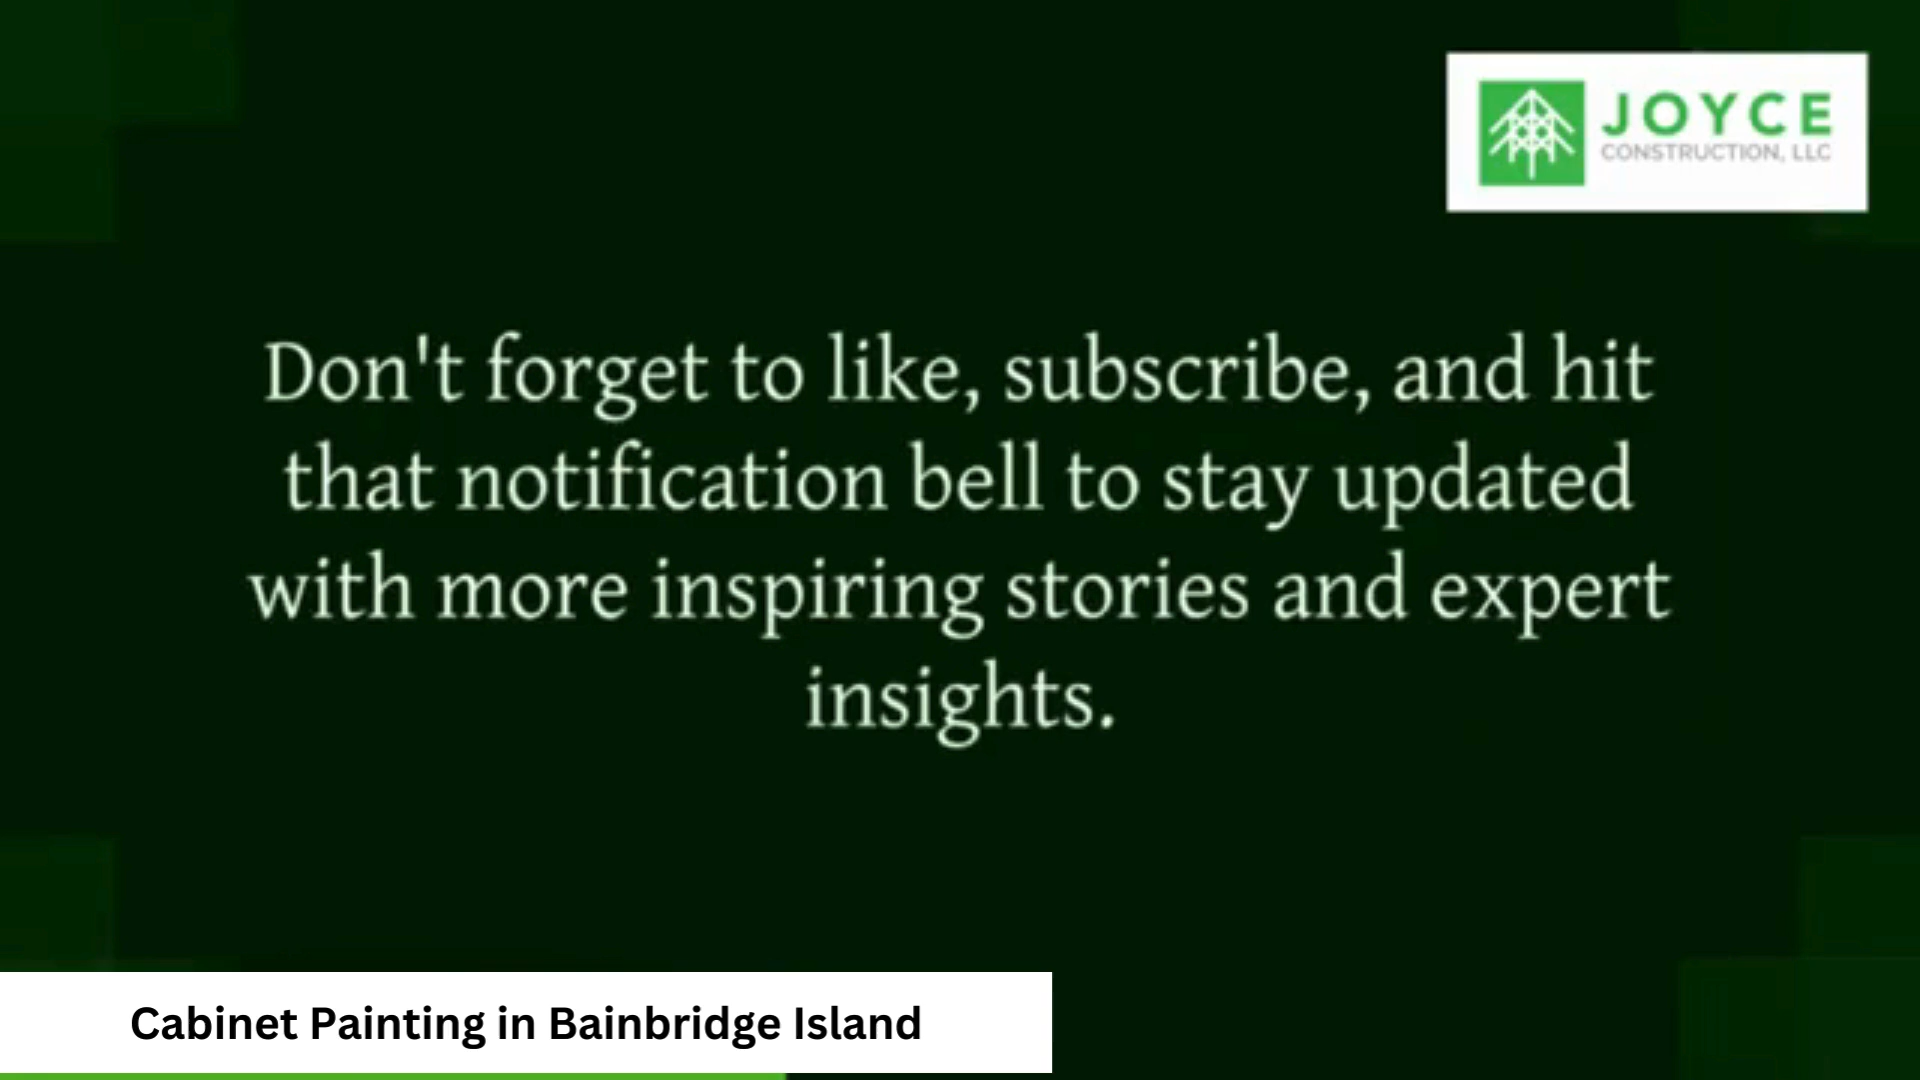 JOYCE
CONSTRUCTION, LLC
Don't forget to like, subscribe, and hit
that notification bell to stay updated
with more inspiring stories and expert
insights.
Cabinet Painting in Bainbridge Island